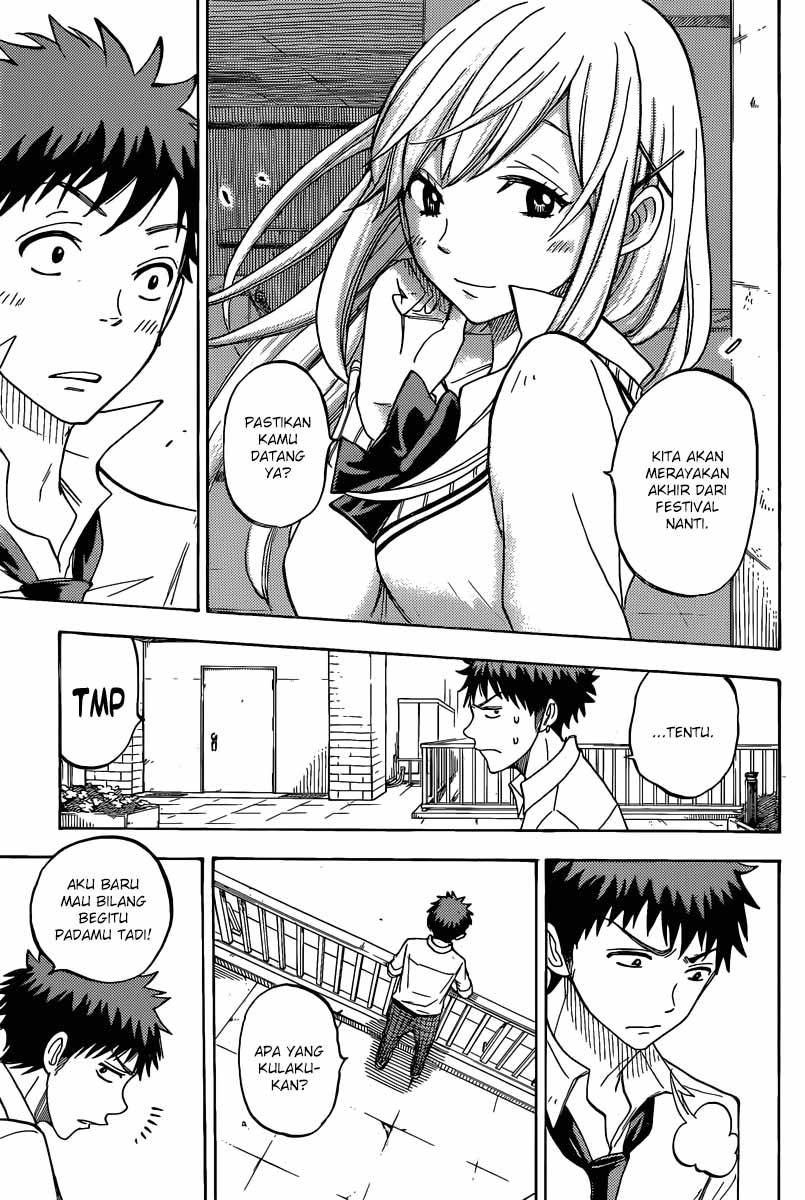 KITA AKAN
MERAYAKAN
AKHIR DARI
FESTIVAL
NANTI.
PASTIKAN
KAMU
DATANG
YA?
...TENTU.
TMP
APA YANG
KULAKU-
KAN?
AKU BARU
MAU BILANG
BEGITU
PADAMU TADI!